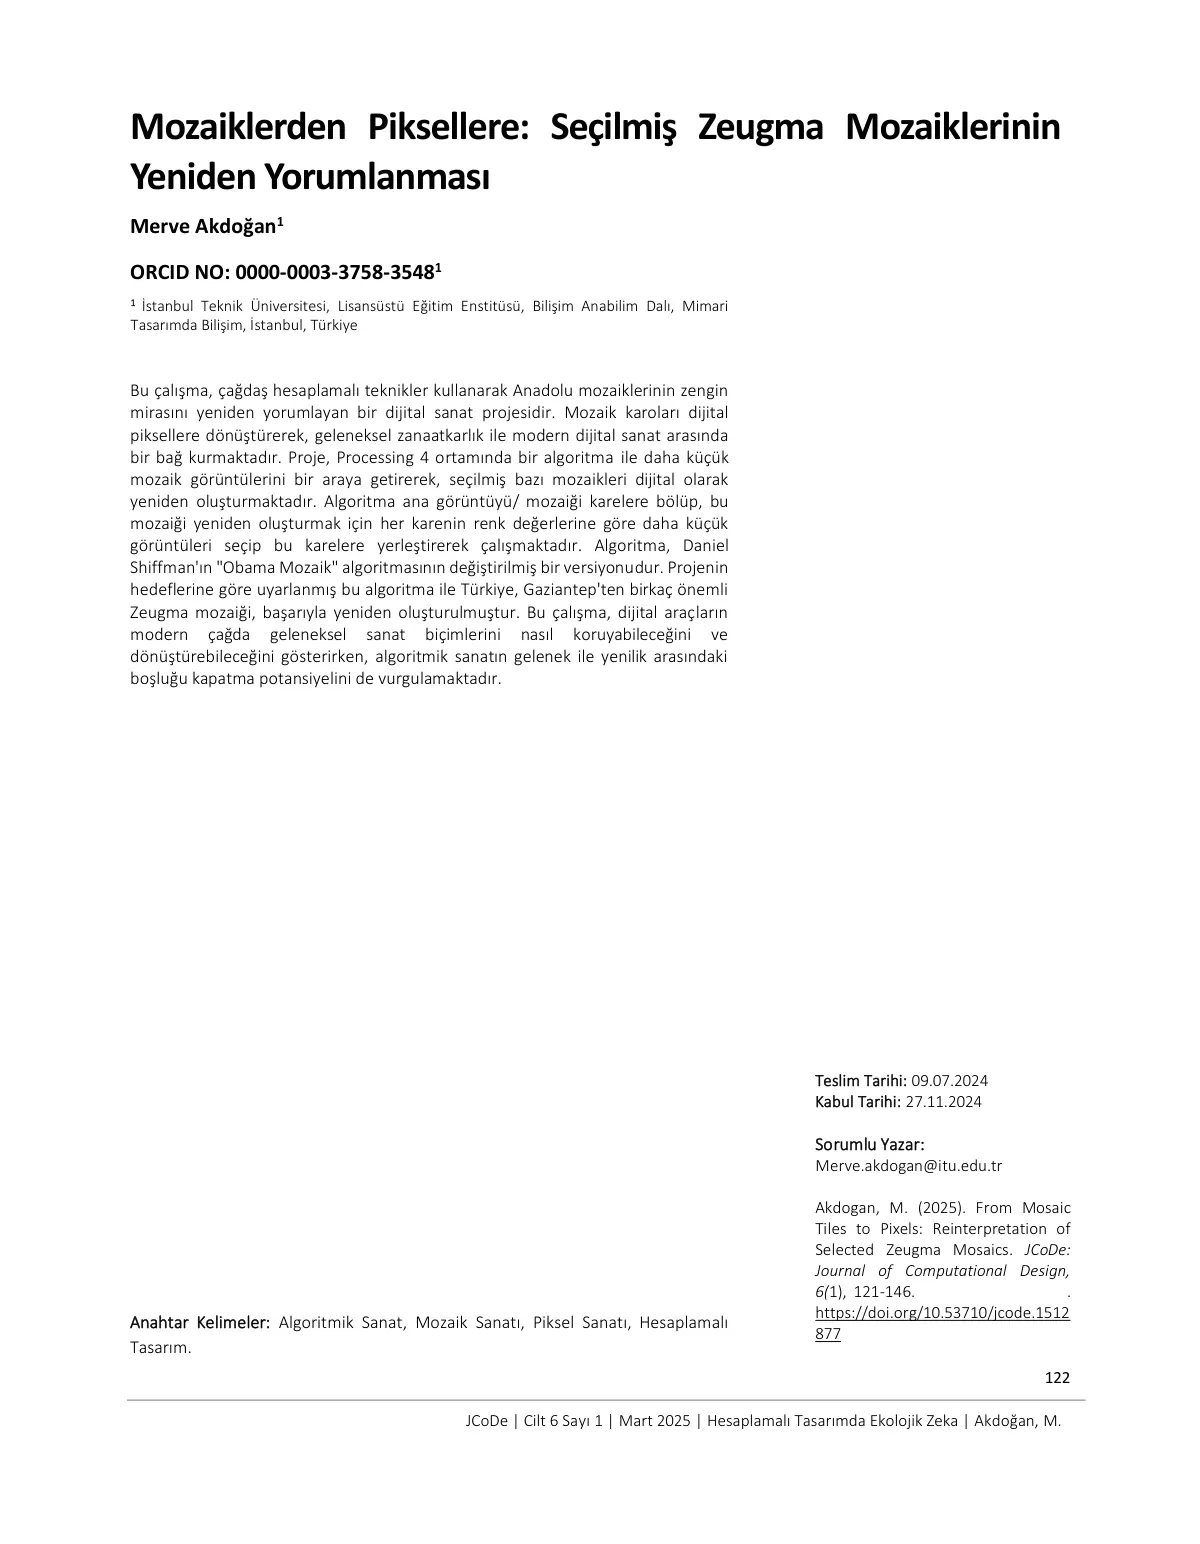 Mozaiklerden Piksellere: Seçilmiş Zeugma Mozaiklerinin
Yeniden Yorumlanması
Merve Akdoğan¹
ORCID NO: 0000-0003-3758-3548¹
¹ İstanbul Teknik Üniversitesi, Lisansüstü Eğitim Enstitüsü, Bilişim Anabilim Dalı, Mimari
Tasarımda Bilişim, İstanbul, Türkiye
Bu çalışma, çağdaş hesaplamalı teknikler kullanarak Anadolu mozaiklerinin zengin
mirasını yeniden yorumlayan bir dijital sanat projesidir. Mozaik karoları dijital
piksellere dönüştürerek, geleneksel zanaatkarlık ile modern dijital sanat arasında
bir bağ kurmaktadır. Proje, Processing 4 ortamında bir algoritma ile daha küçük
mozaik görüntülerini bir araya getirerek, seçilmiş bazı mozaikleri dijital olarak
yeniden oluşturmaktadır. Algoritma ana görüntüyü/ mozaiği karelere bölüp, bu
mozaiği yeniden oluşturmak için her karenin renk değerlerine göre daha küçük
görüntüleri seçip bu karelere yerleştirerek çalışmaktadır. Algoritma, Daniel
Shiffman'ın "Obama Mozaik" algoritmasının değiştirilmiş bir versiyonudur. Projenin
hedeflerine göre uyarlanmış bu algoritma ile Türkiye, Gaziantep'ten birkaç önemli
Zeugma mozaiği, başarıyla yeniden oluşturulmuştur. Bu çalışma, dijital araçların
modern çağda geleneksel sanat biçimlerini nasıl koruyabileceğini ve
dönüştürebileceğini gösterirken, algoritmik sanatın gelenek ile yenilik arasındaki
boşluğu kapatma potansiyelini de vurgulamaktadır.
Teslim Tarihi: 09.07.2024
Kabul Tarihi: 27.11.2024
Sorumlu Yazar:
Merve.akdogan@itu.edu.tr
Akdogan, M. (2025). From Mosaic
Tiles to Pixels: Reinterpretation of
Selected Zeugma Mosaics. JCoDe:
Journal of Computational Design,
6(1), 121-146. .
https://doi.org/10.53710/jcode.1512
877
Anahtar Kelimeler: Algoritmik Sanat, Mozaik Sanatı, Piksel Sanatı, Hesaplamalı
Tasarım.
122
JCoDe | Cilt 6 Sayı 1 | Mart 2025 | Hesaplamalı Tasarımda Ekolojik Zeka | Akdoğan, M.